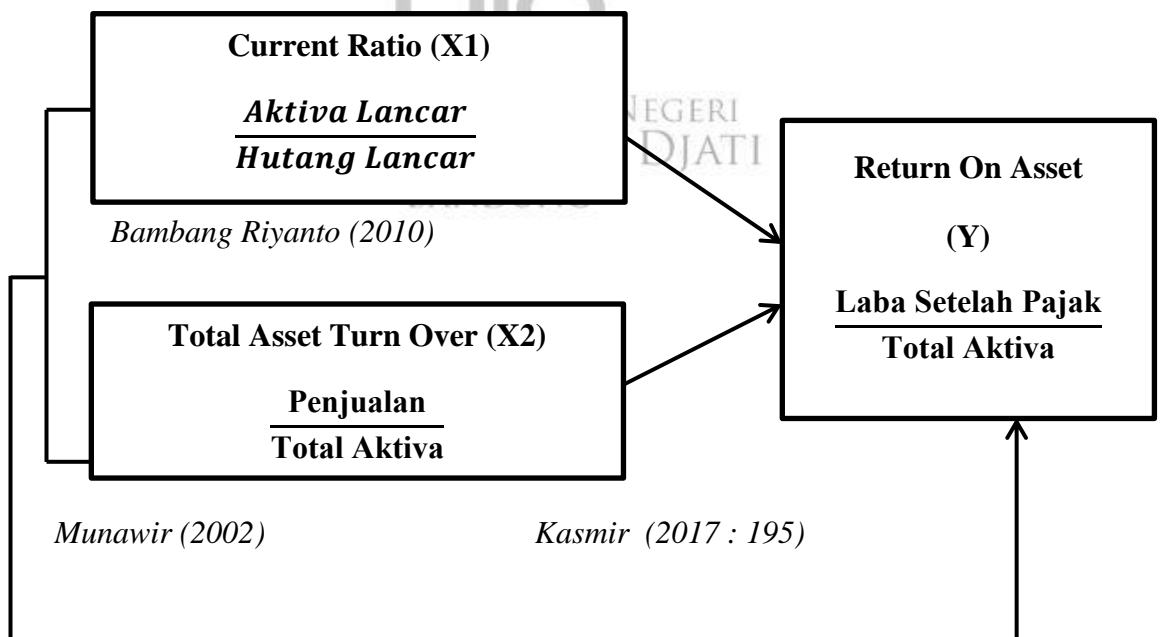 Current Ratio (X1)
Aktiva Lancar
Hutang Lancar
NEGERI
DJATI
Bambang Riyanto (2010)
Total Asset Turn Over (X2)
Penjualan
Total Aktiva
Return On Asset
(Y)
Laba Setelah Pajak
Total Aktiva
Munawir (2002)
Kasmir (2017 : 195)